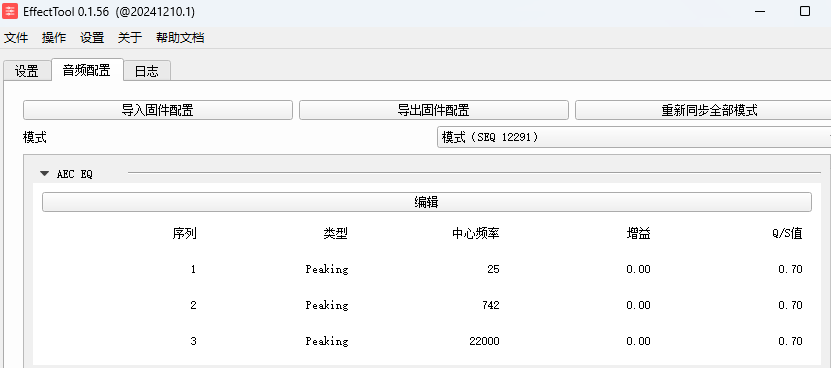 EffectTool 0.1.56 (@20241210.1)
文件 操作 设置 关于 帮助文档
设置 音频配置 日志
导入固件配置 导出固件配置 重新同步全部模式
模式 模式（SEQ 12291）
AEC EQ
编辑
序列 类型 中心频率 增益 Q/S值
1 Peaking 25 0.00 0.70
2 Peaking 742 0.00 0.70
3 Peaking 22000 0.00 0.70